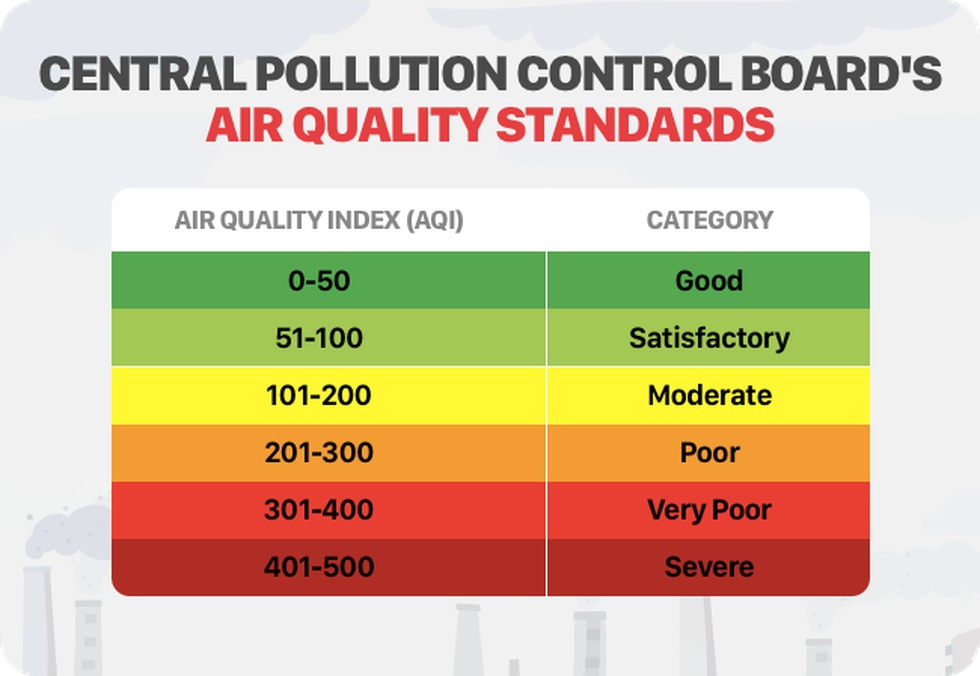 CENTRAL POLLUTION CONTROL BOARD'S
AIR QUALITY STANDARDS
AIR QUALITY INDEX (AQI) CATEGORY
0-50 Good
51-100 Satisfactory
101-200 Moderate
201-300 Poor
301-400 Very Poor
401-500 Severe